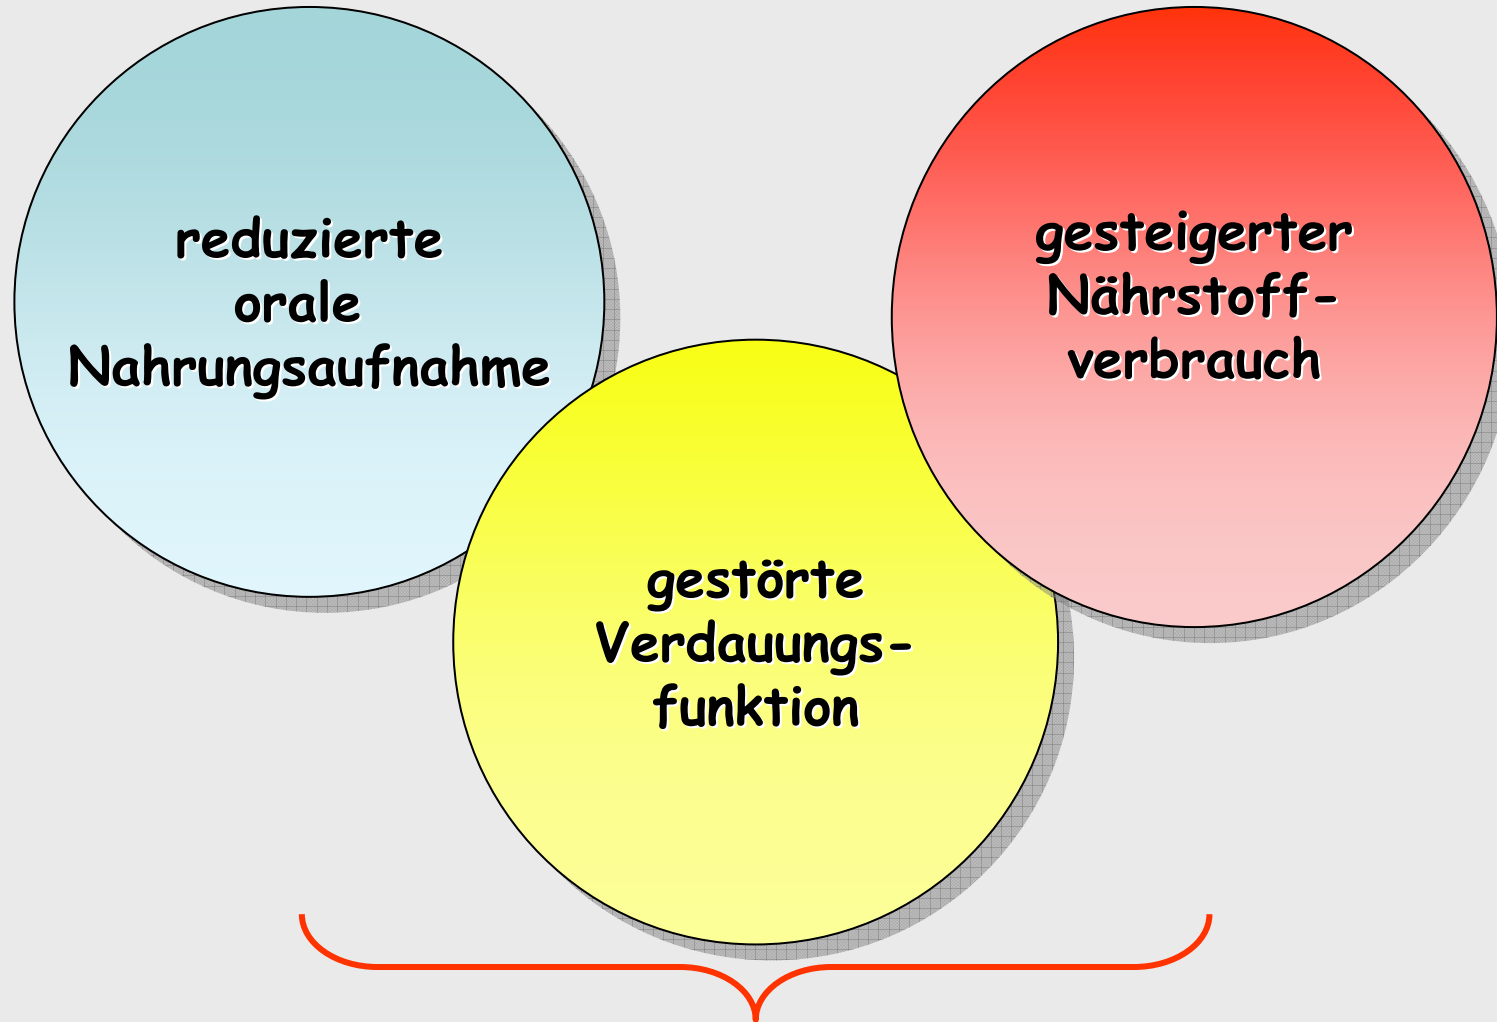 reduzierte
orale
Nahrungsaufnahme
gesteigerter
Nährstoff-
verbrauch
gestörte
Verdauungs-
funktion